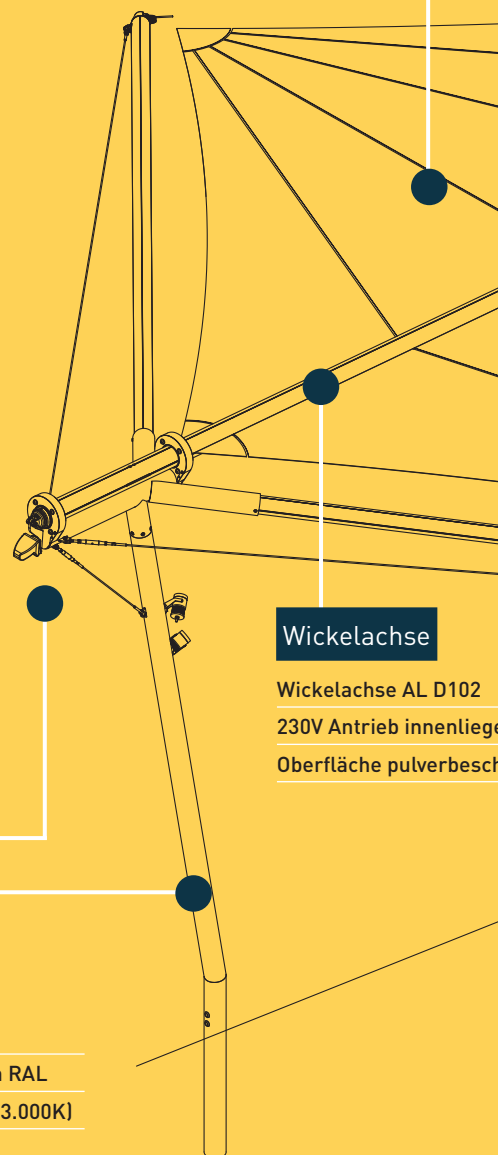 Wickelachse
Wickelachse AL D102
230V Antrieb innenliege
Oberfläche pulverbesch
RAL
3.000K)